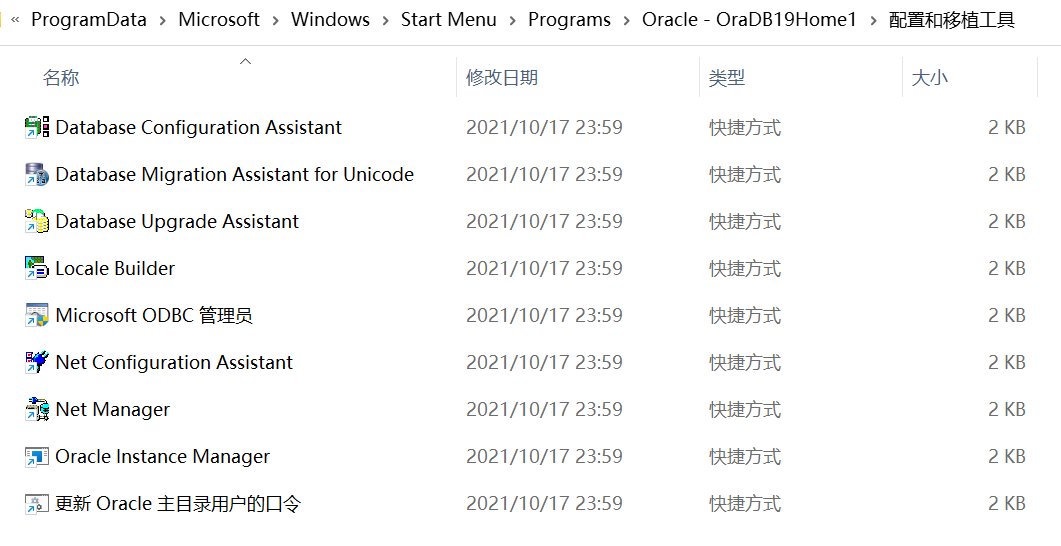 « ProgramData › Microsoft › Windows › Start Menu › Programs › Oracle - OraDB19Home1 › 配置和移植工具
名称 修改日期 类型 大小
Database Configuration Assistant 2021/10/17 23:59 快捷方式 2 KB
Database Migration Assistant for Unicode 2021/10/17 23:59 快捷方式 2 KB
Database Upgrade Assistant 2021/10/17 23:59 快捷方式 2 KB
Locale Builder 2021/10/17 23:59 快捷方式 2 KB
Microsoft ODBC 管理员 2021/10/17 23:59 快捷方式 2 KB
Net Configuration Assistant 2021/10/17 23:59 快捷方式 2 KB
Net Manager 2021/10/17 23:59 快捷方式 2 KB
Oracle Instance Manager 2021/10/17 23:59 快捷方式 2 KB
更新 Oracle 主目录用户的口令 2021/10/17 23:59 快捷方式 2 KB